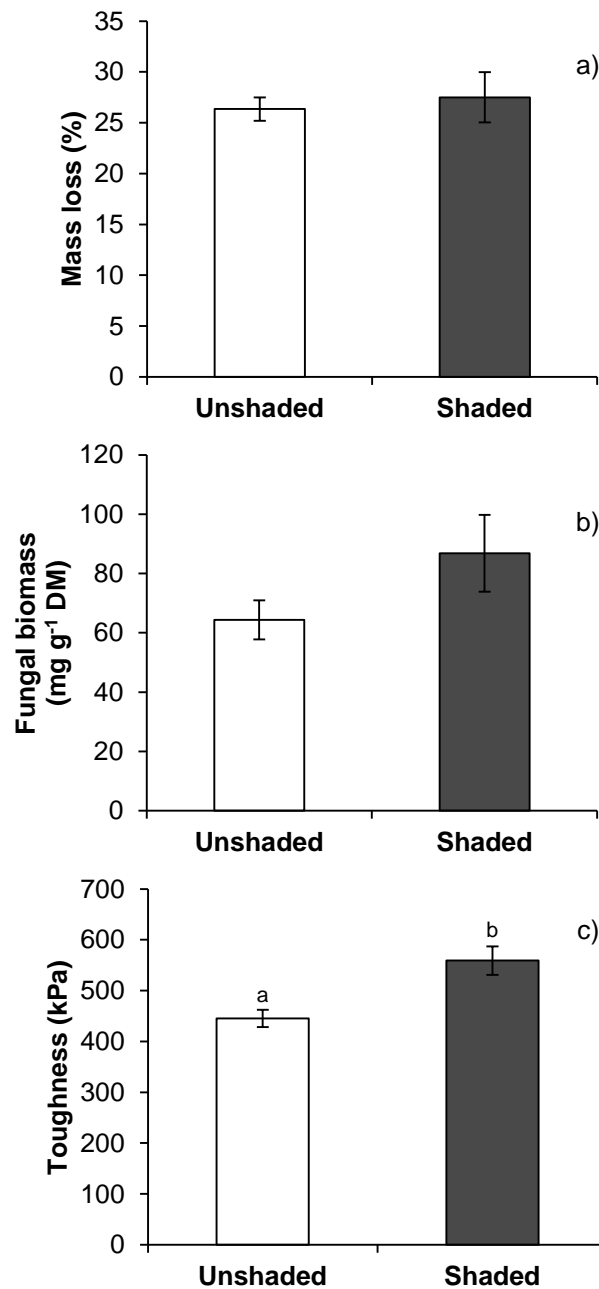 35
30
25
20
15
10
5
0
Mass loss (%)
a)
Unshaded
Shaded
120
100
80
60
40
20
0
Fungal biomass
(mg g⁻¹ DM)
b)
Unshaded
Shaded
700
600
500
400
300
200
100
0
Toughness (kPa)
a
b
c)
Unshaded
Shaded